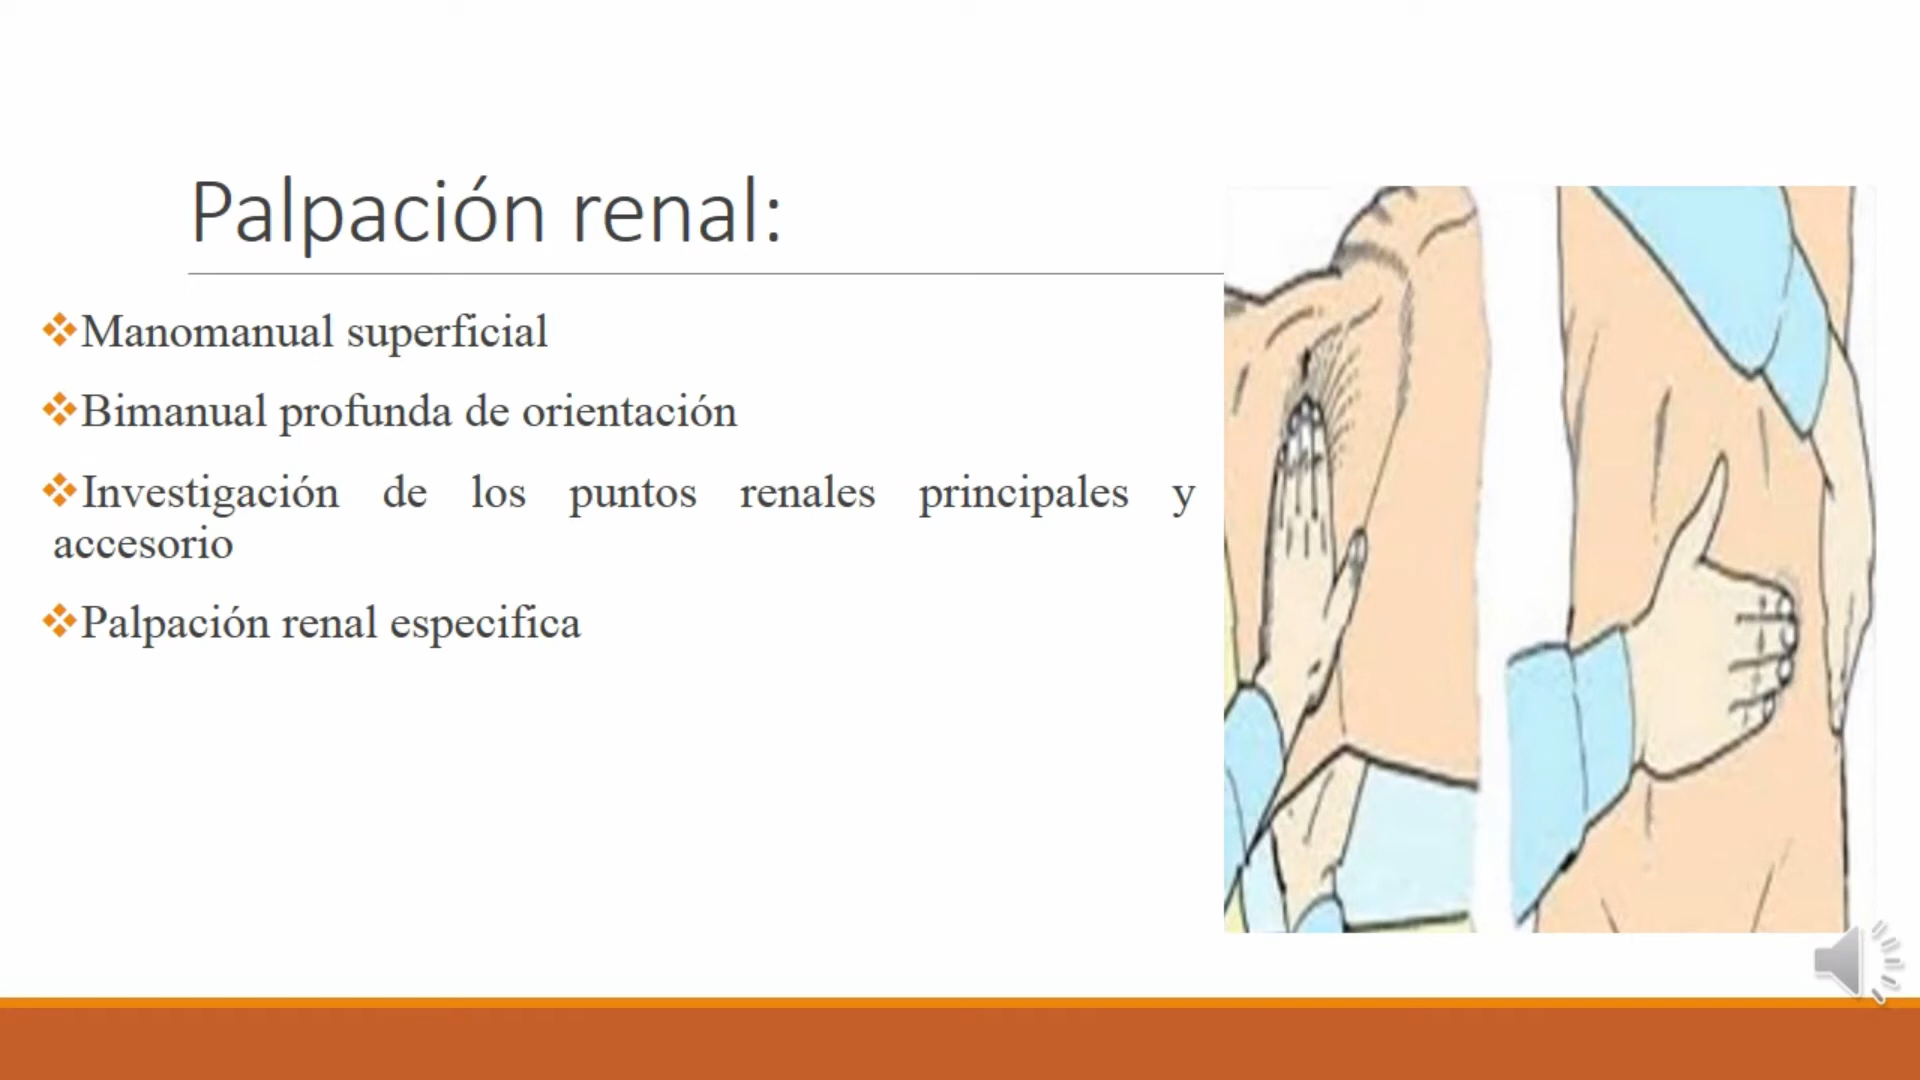 Palpación renal:
Manomanual superficial
Bimanual profunda de orientación
Investigación de los puntos renales principales y
accesorio
Palpación renal especifica